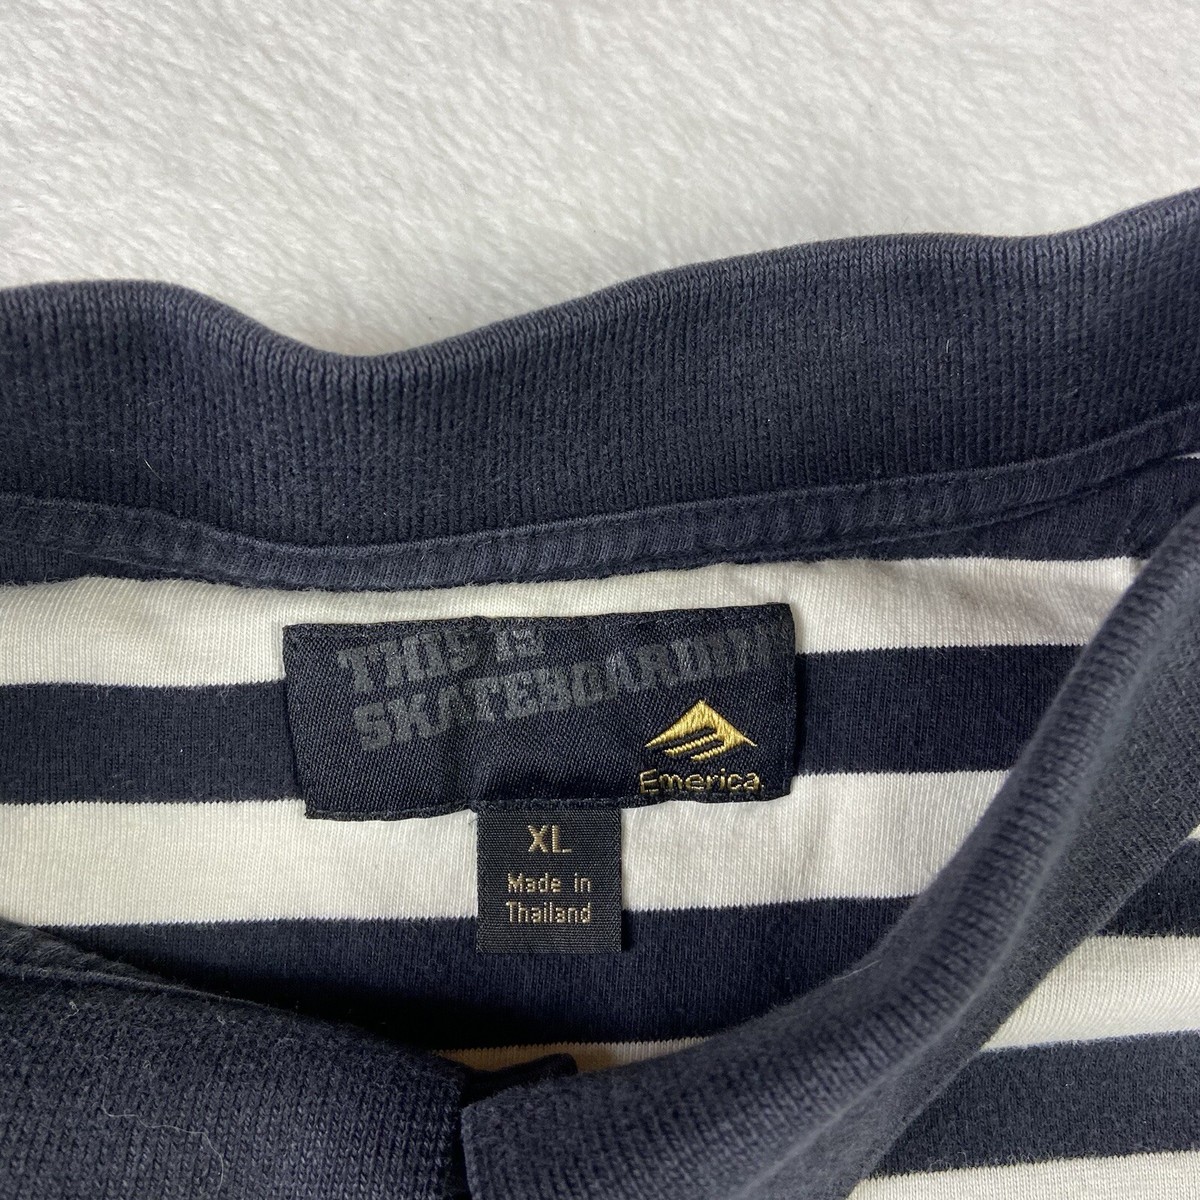 THIS IS
SKATEBOARDING
Emerica.
XL
Made in
Thailand